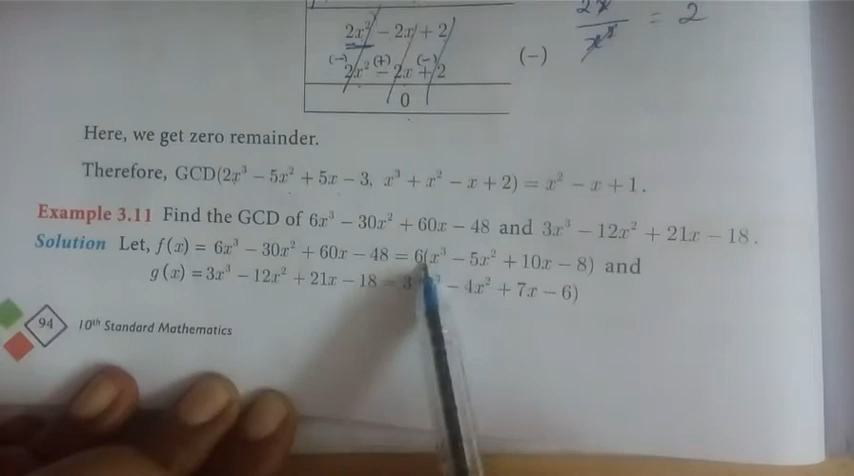 2x² − 2x + 2
(−) (+) (−)
2x² − 2x + 2
0
(−)
2x/x² = 2
Here, we get zero remainder.
Therefore, GCD(2x³ − 5x² + 5x − 3, x³ + x² − x + 2) = x² − x + 1.
Example 3.11 Find the GCD of 6x³ − 30x² + 60x − 48 and 3x³ − 12x² + 21x − 18.
Solution Let, f(x) = 6x³ − 30x² + 60x − 48 = 6(x³ − 5x² + 10x − 8) and
g(x) = 3x³ − 12x² + 21x − 18 = 3 − 4x² + 7x − 6)
94 10th Standard Mathematics